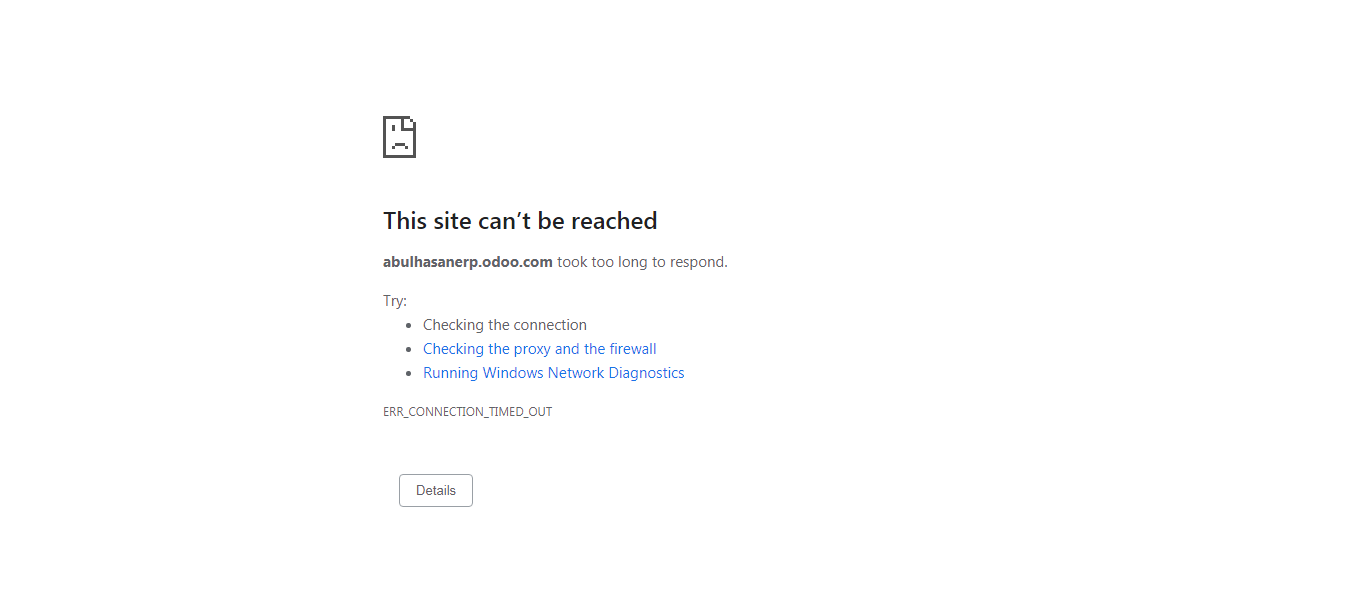 This site can’t be reached
abulhasanerp.odoo.com took too long to respond.
Try:
Checking the connection
Checking the proxy and the firewall
Running Windows Network Diagnostics
ERR_CONNECTION_TIMED_OUT
Details